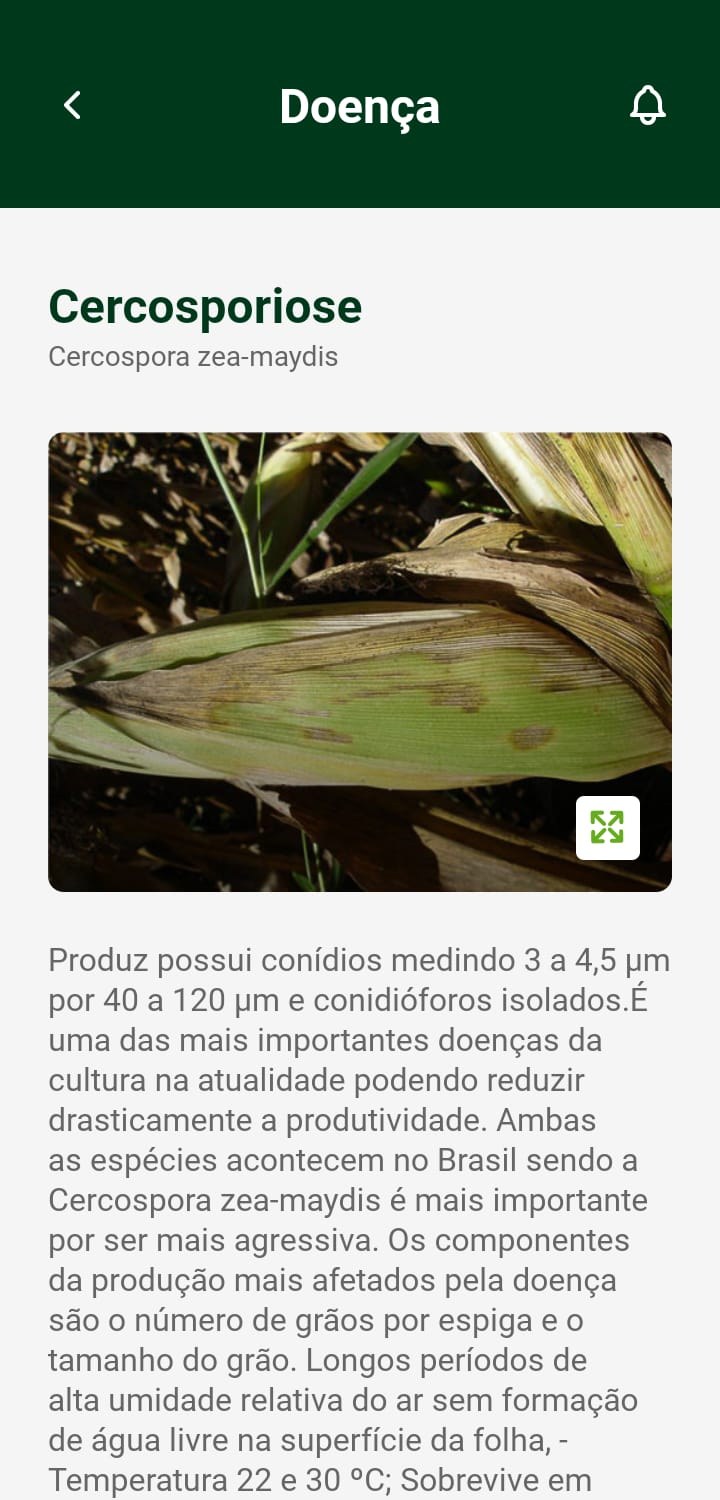 Doença
Cercosporiose
Cercospora zea-maydis
Produz possui conídios medindo 3 a 4,5 µm
por 40 a 120 µm e conidióforos isolados.É
uma das mais importantes doenças da
cultura na atualidade podendo reduzir
drasticamente a produtividade. Ambas
as espécies acontecem no Brasil sendo a
Cercospora zea-maydis é mais importante
por ser mais agressiva. Os componentes
da produção mais afetados pela doença
são o número de grãos por espiga e o
tamanho do grão. Longos períodos de
alta umidade relativa do ar sem formação
de água livre na superfície da folha, -
Temperatura 22 e 30 ºC; Sobrevive em